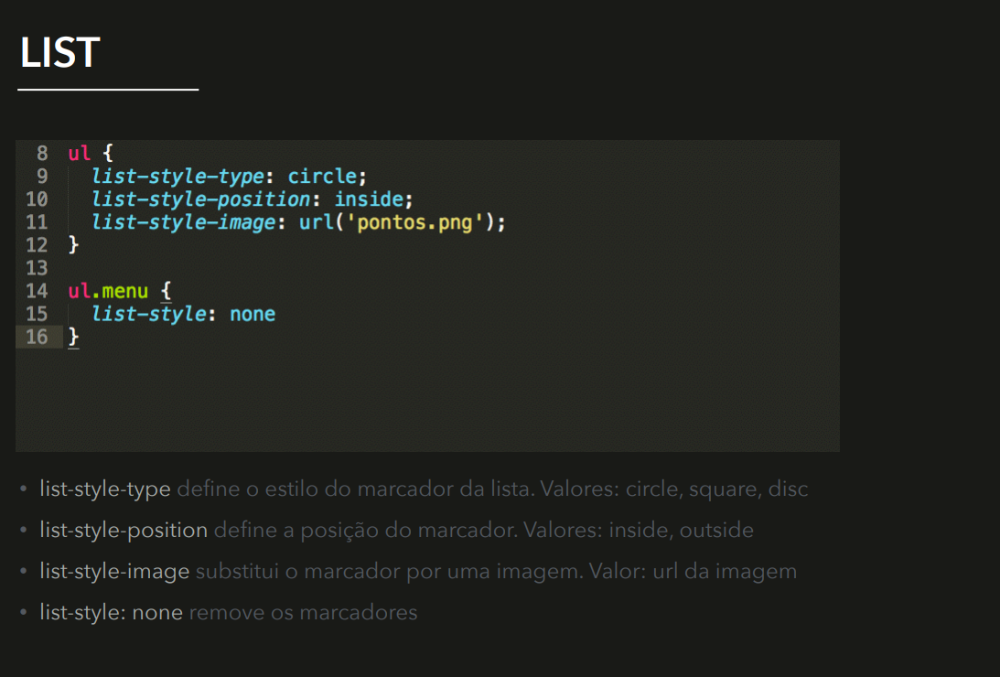 LIST
8 ul {
9 list-style-type: circle;
10 list-style-position: inside;
11 list-style-image: url('pontos.png');
12 }
13
14 ul.menu {
15 list-style: none
16 }
• list-style-type define o estilo do marcador da lista. Valores: circle, square, disc
• list-style-position define a posição do marcador. Valores: inside, outside
• list-style-image substitui o marcador por uma imagem. Valor: url da imagem
• list-style: none remove os marcadores